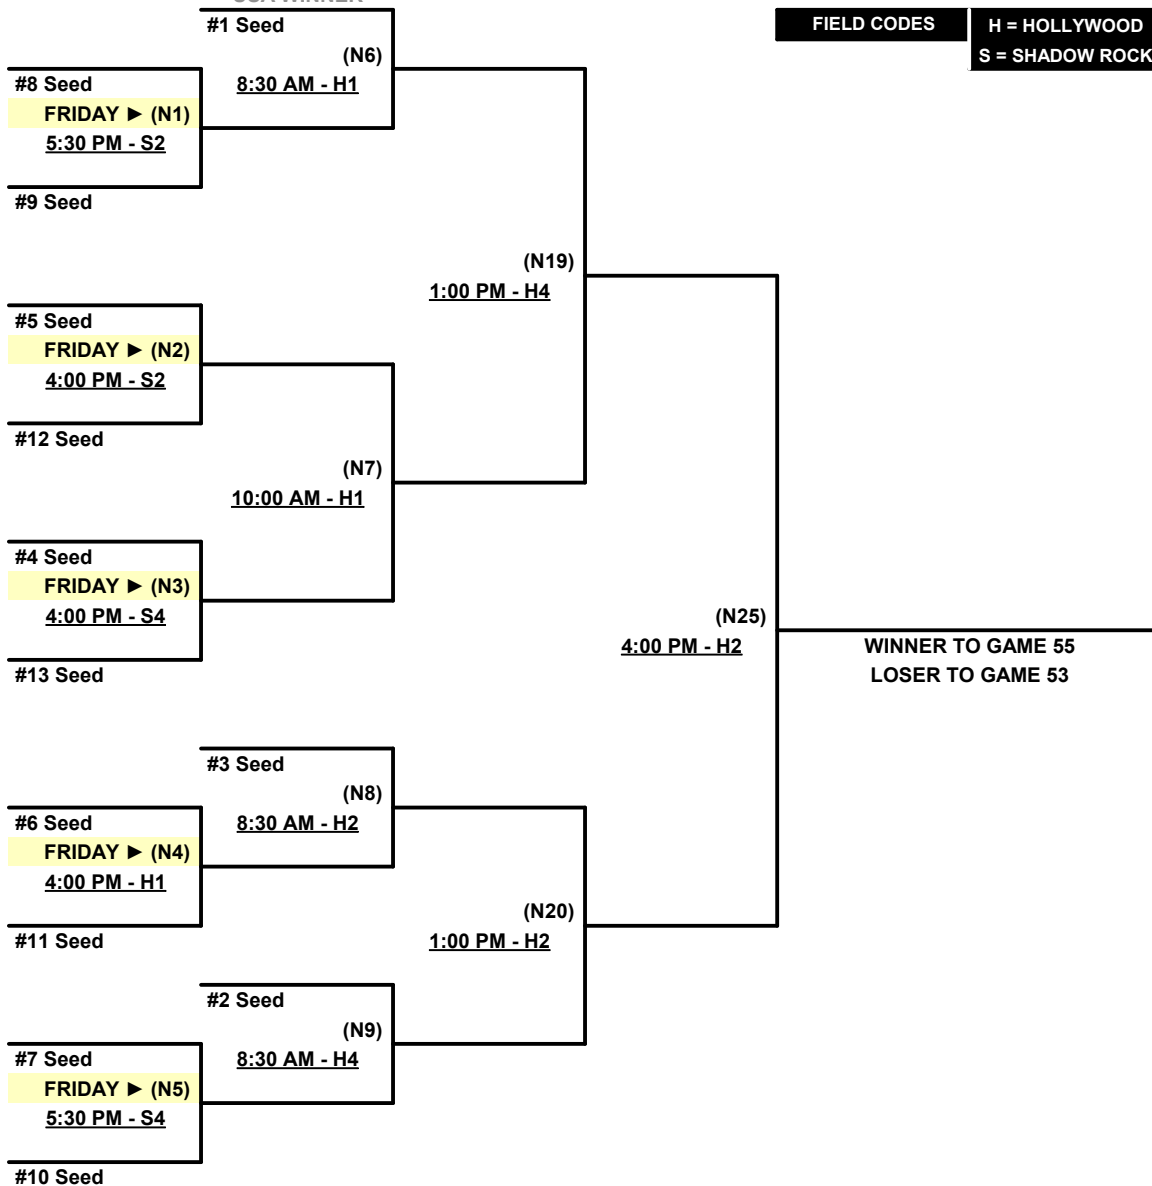 #1 Seed
FIELD CODES
H = HOLLYWOOD
S = SHADOW ROCK
(N6)
8:30 AM - H1
#8 Seed
FRIDAY ► (N1)
5:30 PM - S2
#9 Seed
(N19)
1:00 PM - H4
#5 Seed
FRIDAY ► (N2)
4:00 PM - S2
#12 Seed
(N7)
10:00 AM - H1
#4 Seed
FRIDAY ► (N3)
4:00 PM - S4
#13 Seed
(N25)
4:00 PM - H2
WINNER TO GAME 55
LOSER TO GAME 53
#3 Seed
(N8)
8:30 AM - H2
#6 Seed
FRIDAY ► (N4)
4:00 PM - H1
#11 Seed
(N20)
1:00 PM - H2
#2 Seed
(N9)
8:30 AM - H4
#7 Seed
FRIDAY ► (N5)
5:30 PM - S4
#10 Seed